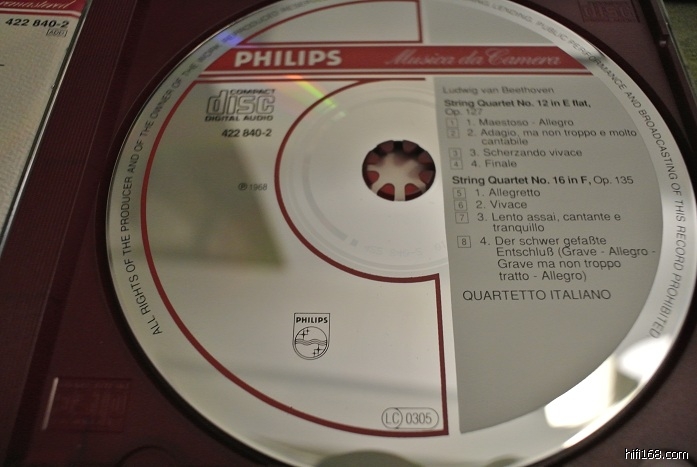 remastered
422 840-2
ADD
PHILIPS
Musica da Camera
COMPACT
disc
DIGITAL AUDIO
422 840-2
℗ 1968
Ludwig van Beethoven
String Quartet No. 12 in E flat,
Op. 127
1 1. Maestoso - Allegro
2 2. Adagio, ma non troppo e molto
cantabile
3 3. Scherzando vivace
4 4. Finale
String Quartet No. 16 in F, Op. 135
5 1. Allegretto
6 2. Vivace
7 3. Lento assai, cantante e
tranquillo
8 4. Der schwer gefaßte
Entschluß (Grave - Allegro -
Grave ma non troppo
tratto - Allegro)
QUARTETTO ITALIANO
PHILIPS
LC 0305
ALL RIGHTS OF THE PRODUCER AND OF THE OWNER OF THE WORK REPRODUCED RESERVED
LENDING, PUBLIC PERFORMANCE AND BROADCASTING OF THIS RECORD PROHIBITED
hifi168.com